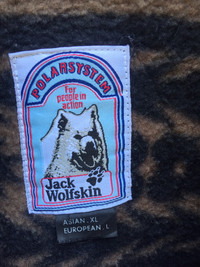 POLARSYSTEM
For
people in
action
Jack
Wolfskin
ASIAN . XL
EUROPEAN . L